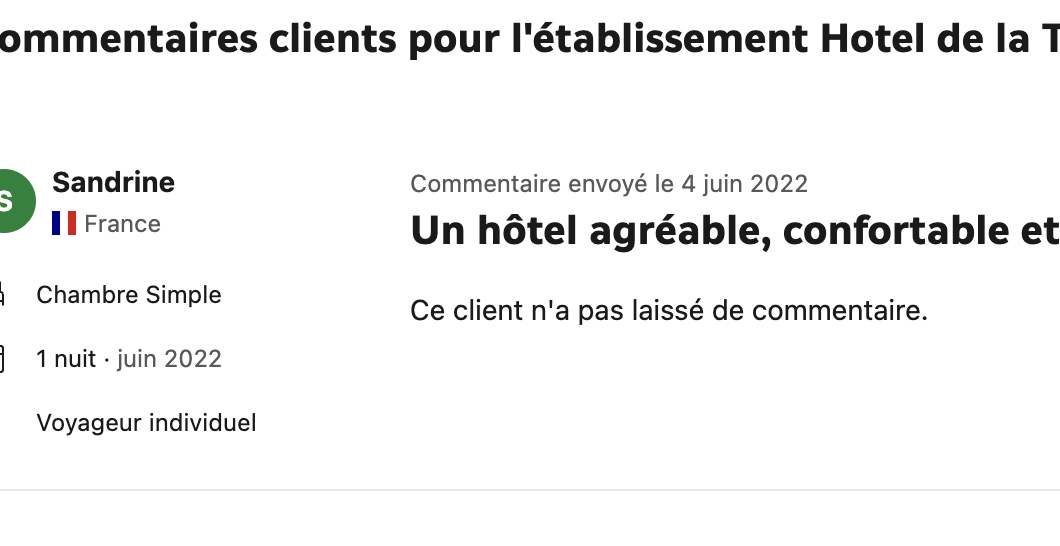 ommentaires clients pour l'établissement Hotel de la T
S
Sandrine
France
Chambre Simple
1 nuit · juin 2022
Voyageur individuel
Commentaire envoyé le 4 juin 2022
Un hôtel agréable, confortable et
Ce client n'a pas laissé de commentaire.